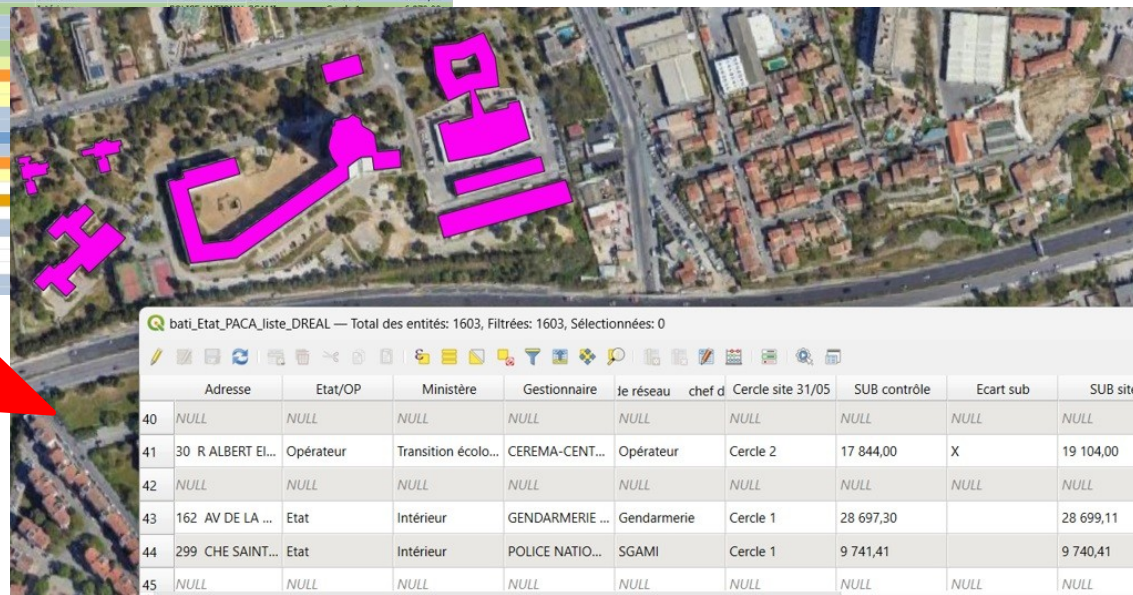 bati_Etat_PACA_liste_DREAL — Total des entités: 1603, Filtrées: 1603, Sélectionnées: 0
Adresse Etat/OP Ministère Gestionnaire de réseau chef d Cercle site 31/05 SUB contrôle Ecart sub SUB site
40 NULL NULL NULL NULL NULL NULL NULL NULL NULL
41 30 R ALBERT EI... Opérateur Transition écolo... CEREMA-CENT... Opérateur Cercle 2 17 844,00 X 19 104,00
42 NULL NULL NULL NULL NULL NULL NULL NULL NULL
43 162 AV DE LA ... Etat Intérieur GENDARMERIE ... Gendarmerie Cercle 1 28 697,30 28 699,11
44 299 CHE SAINT... Etat Intérieur POLICE NATIO... SGAMI Cercle 1 9 741,41 9 740,41
45 NULL NULL NULL NULL NULL NULL NULL NULL NULL